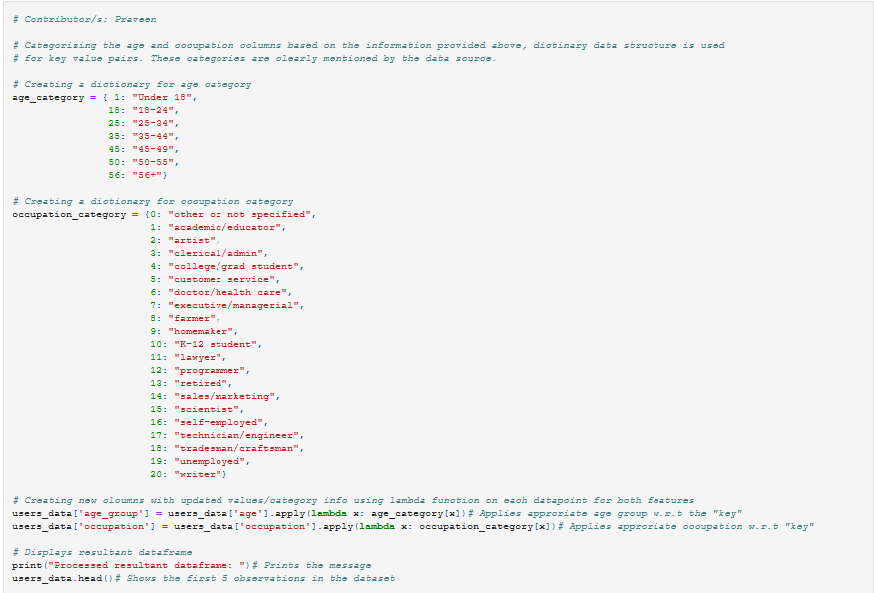 # Contributor/s: Praveen
# Categorising the age and occupation columns based on the information provided above, dictinary data structure is used
# for key value pairs. These categories are clearly mentioned by the data source.
# Creating a dictionary for age category
age_category = { 1: "Under 18",
18: "18-24",
25: "25-34",
35: "35-44",
45: "45-49",
50: "50-55",
56: "56+"}
# Creating a dictionary for occoupation category
occupation_category = {0: "other or not specified",
1: "academic/educator",
2: "artist",
3: "clerical/admin",
4: "college/grad student",
5: "customer service",
6: "doctor/health care",
7: "executive/managerial",
8: "farmer",
9: "homemaker",
10: "K-12 student",
11: "lawyer",
12: "programmer",
13: "retired",
14: "sales/marketing",
15: "scientist",
16: "self-employed",
17: "technician/engineer",
18: "tradesman/craftsman",
19: "unemployed",
20: "writer"}
# Creating new cloumns with updated values/category info using lambda function on each datapoint for both features
users_data['age_group'] = users_data['age'].apply(lambda x: age_category[x])# Applies approriate age group w.r.t the "key"
users_data['occupation'] = users_data['occupation'].apply(lambda x: occupation_category[x])# Applies approriate occoupation w.r.t "key"
# Displays resultant dataframe
print("Processed resultant dataframe: ")# Prints the message
users_data.head()# Shows the first 5 observations in the dataset